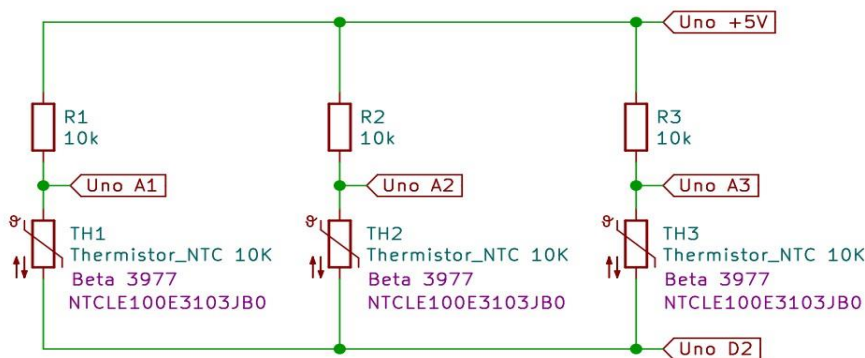 Uno +5V
R1
10k
R2
10k
R3
10k
Uno A1
Uno A2
Uno A3
TH1
Thermistor_NTC 10K
Beta 3977
NTCLE100E3103JB0
TH2
Thermistor_NTC 10K
Beta 3977
NTCLE100E3103JB0
TH3
Thermistor_NTC 10K
Beta 3977
NTCLE100E3103JB0
Uno D2